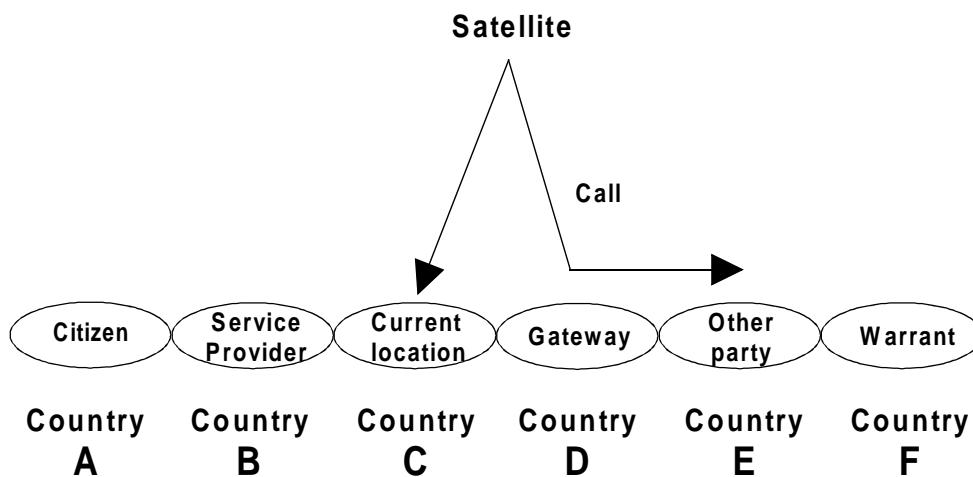 Satellite
Call
Citizen
Service
Provider
Current
location
Gateway
Other
party
Warrant
Country
A
Country
B
Country
C
Country
D
Country
E
Country
F